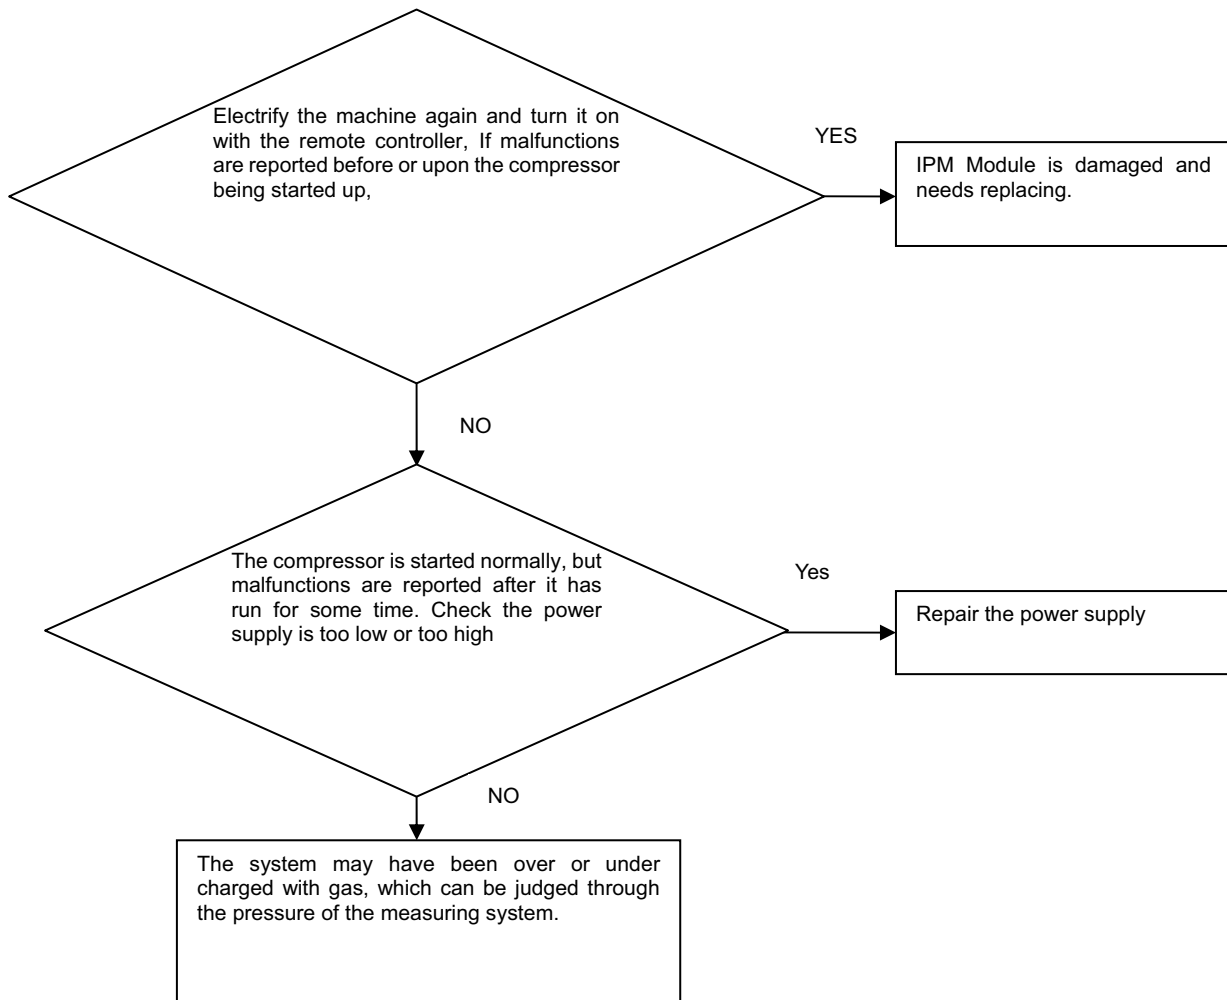 Electrify the machine again and turn it on
with the remote controller, If malfunctions
are reported before or upon the compressor
being started up,
YES
IPM Module is damaged and
needs replacing.
NO
The compressor is started normally, but
malfunctions are reported after it has
run for some time. Check the power
supply is too low or too high
Yes
Repair the power supply
NO
The system may have been over or under
charged with gas, which can be judged through
the pressure of the measuring system.